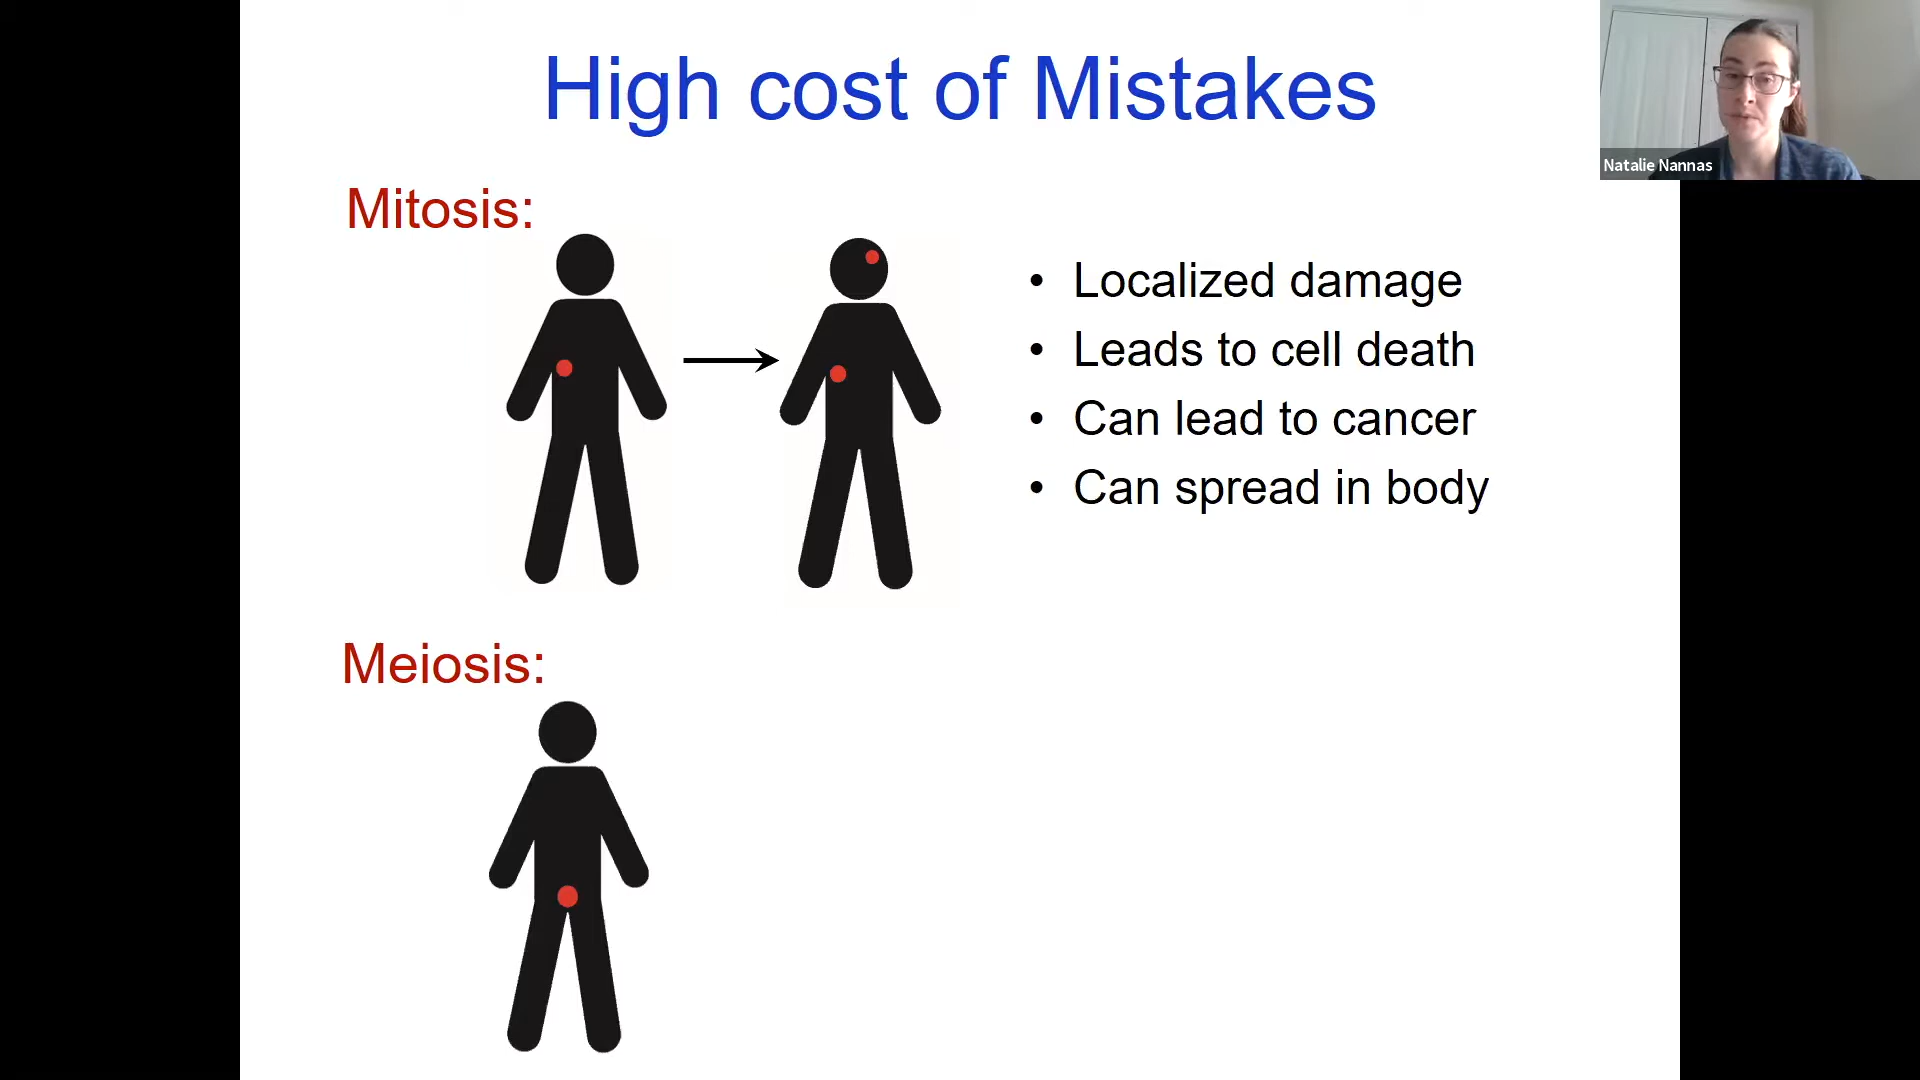 High cost of Mistakes
Natalie Nannas
Mitosis:
• Localized damage
• Leads to cell death
• Can lead to cancer
• Can spread in body
Meiosis: